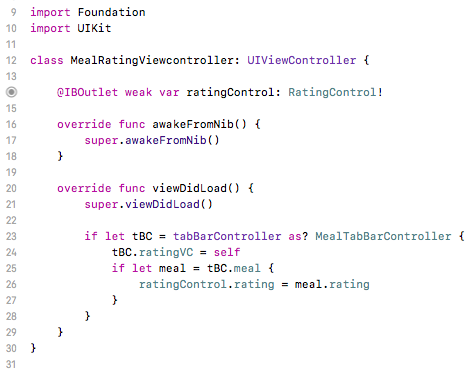 9 import Foundation
10 import UIKit
11
12 class MealRatingViewcontroller: UIViewController {
13
@IBOutlet weak var ratingControl: RatingControl!
15
16 override func awakeFromNib() {
17 super.awakeFromNib()
18 }
19
20 override func viewDidLoad() {
21 super.viewDidLoad()
22
23 if let tBC = tabBarController as? MealTabBarController {
24 tBC.ratingVC = self
25 if let meal = tBC.meal {
26 ratingControl.rating = meal.rating
27 }
28 }
29 }
30 }
31